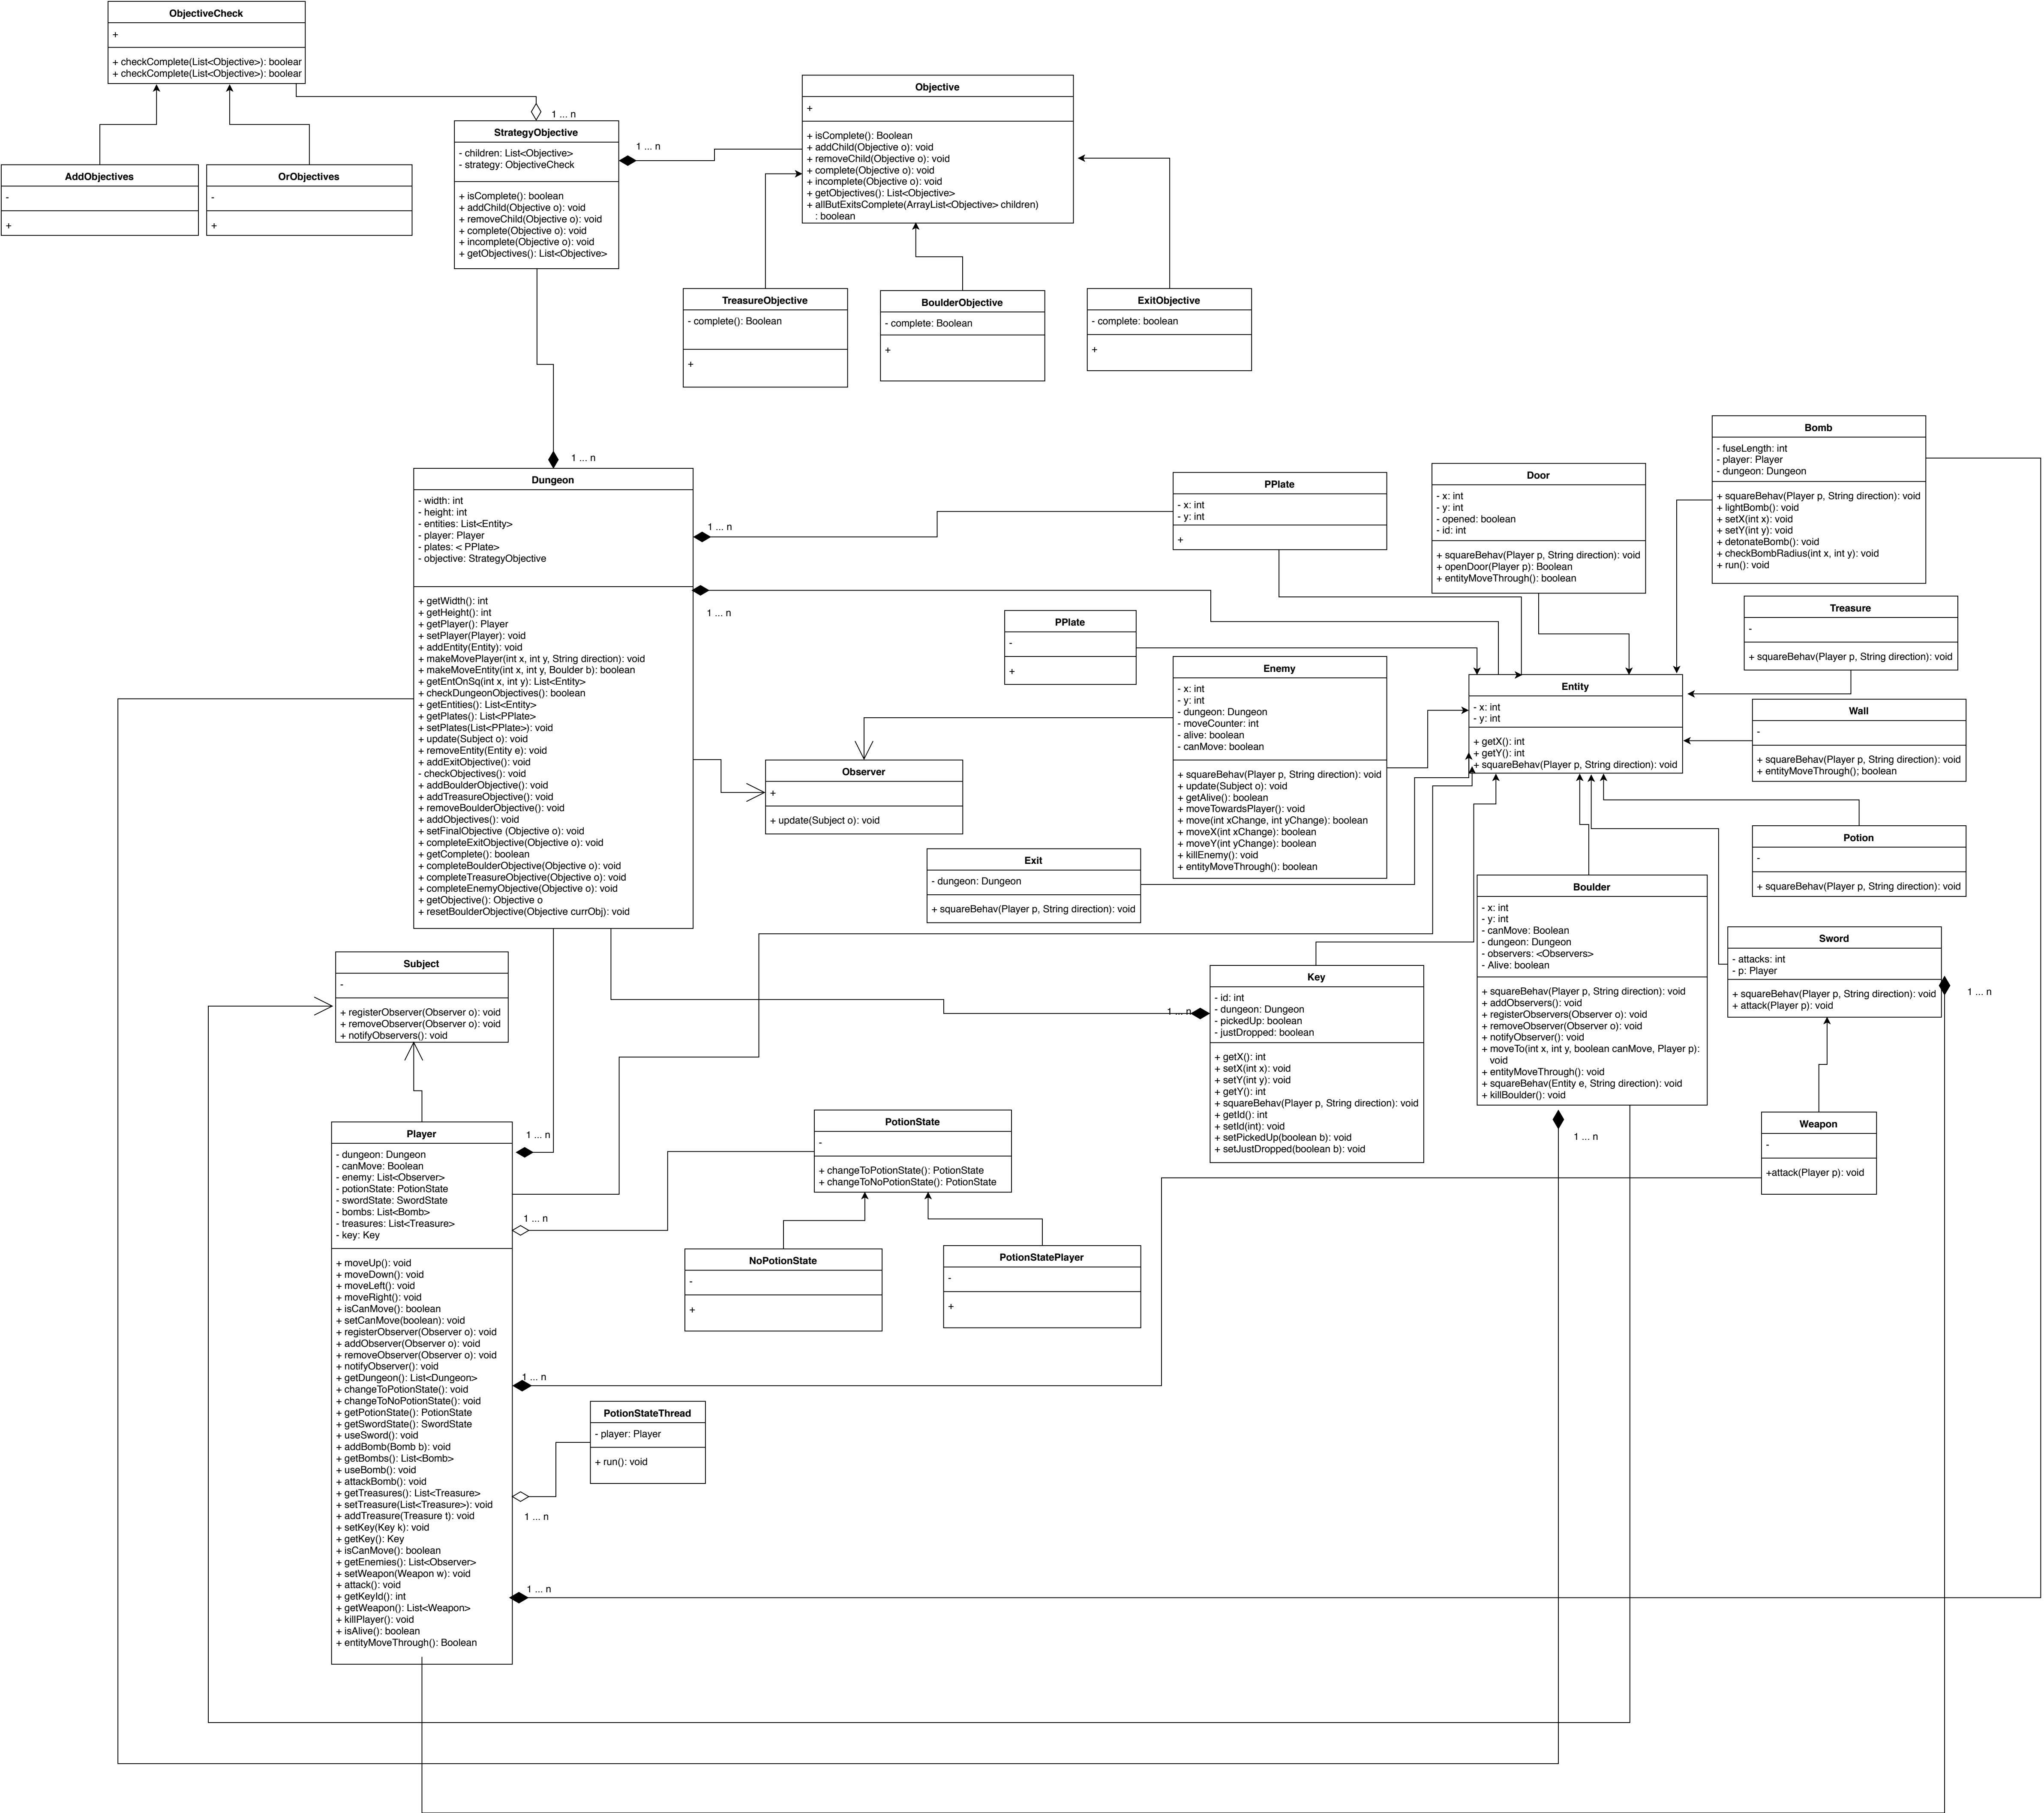 ObjectiveCheck
+
+ checkComplete(List<Objective>): boolear
+ checkComplete(List<Objective>): boolear
AddObjectives
-
+
OrObjectives
-
+
1 ... n
StrategyObjective
- children: List<Objective>
- strategy: ObjectiveCheck
+ isComplete(): boolean
+ addChild(Objective o): void
+ removeChild(Objective o): void
+ complete(Objective o): void
+ incomplete(Objective o): void
+ getObjectives(): List<Objective>
1 ... n
Objective
+
+ isComplete(): Boolean
+ addChild(Objective o): void
+ removeChild(Objective o): void
+ complete(Objective o): void
+ incomplete(Objective o): void
+ getObjectives(): List<Objective>
+ allButExitsComplete(ArrayList<Objective> children)
: boolean
TreasureObjective
- complete(): Boolean
+
BoulderObjective
- complete: Boolean
+
ExitObjective
- complete: boolean
+
1 ... n
Dungeon
- width: int
- height: int
- entities: List<Entity>
- player: Player
- plates: < PPlate>
- objective: StrategyObjective
+ getWidth(): int
+ getHeight(): int
+ getPlayer(): Player
+ setPlayer(Player): void
+ addEntity(Entity): void
+ makeMovePlayer(int x, int y, String direction): void
+ makeMoveEntity(int x, int y, Boulder b): boolean
+ getEntOnSq(int x, int y): List<Entity>
+ checkDungeonObjectives(): boolean
+ getEntities(): List<Entity>
+ getPlates(): List<PPlate>
+ setPlates(List<PPlate>): void
+ update(Subject o): void
+ removeEntity(Entity e): void
+ addExitObjective(): void
- checkObjectives(): void
+ addBoulderObjective(): void
+ addTreasureObjective(): void
+ removeBoulderObjective(): void
+ addObjectives(): void
+ setFinalObjective (Objective o): void
+ completeExitObjective(Objective o): void
+ getComplete(): boolean
+ completeBoulderObjective(Objective o): void
+ completeTreasureObjective(Objective o): void
+ completeEnemyObjective(Objective o): void
+ getObjective(): Objective o
+ resetBoulderObjective(Objective currObj): void
1 ... n
1 ... n
PPlate
- x: int
- y: int
+
Door
- x: int
- y: int
- opened: boolean
- id: int
+ squareBehav(Player p, String direction): void
+ openDoor(Player p): Boolean
+ entityMoveThrough(): boolean
Bomb
- fuseLength: int
- player: Player
- dungeon: Dungeon
+ squareBehav(Player p, String direction): void
+ lightBomb(): void
+ setX(int x): void
+ setY(int y): void
+ detonateBomb(): void
+ checkBombRadius(int x, int y): void
+ run(): void
PPlate
-
+
Enemy
- x: int
- y: int
- dungeon: Dungeon
- moveCounter: int
- alive: boolean
- canMove: boolean
+ squareBehav(Player p, String direction): void
+ update(Subject o): void
+ getAlive(): boolean
+ moveTowardsPlayer(): void
+ move(int xChange, int yChange): boolean
+ moveX(int xChange): boolean
+ moveY(int yChange): boolean
+ killEnemy(): void
+ entityMoveThrough(): boolean
Treasure
-
+ squareBehav(Player p, String direction): void
Entity
- x: int
- y: int
+ getX(): int
+ getY(): int
+ squareBehav(Player p, String direction): void
Wall
-
+ squareBehav(Player p, String direction): void
+ entityMoveThrough(); boolean
Observer
+
+ update(Subject o): void
Potion
-
+ squareBehav(Player p, String direction): void
Exit
- dungeon: Dungeon
+ squareBehav(Player p, String direction): void
Boulder
- x: int
- y: int
- canMove: Boolean
- dungeon: Dungeon
- observers: <Observers>
- Alive: boolean
+ squareBehav(Player p, String direction): void
+ addObservers(): void
+ registerObservers(Observer o): void
+ removeObserver(Observer o): void
+ notifyObserver(): void
+ moveTo(int x, int y, boolean canMove, Player p):
void
+ entityMoveThrough(): void
+ squareBehav(Entity e, String direction): void
+ killBoulder(): void
1 ... n
Sword
- attacks: int
- p: Player
+ squareBehav(Player p, String direction): void
+ attack(Player p): void
1 ... n
Subject
-
+ registerObserver(Observer o): void
+ removeObserver(Observer o): void
+ notifyObservers(): void
1 ... n
Key
- id: int
- dungeon: Dungeon
- pickedUp: boolean
- justDropped: boolean
+ getX(): int
+ setX(int x): void
+ setY(int y): void
+ getY(): int
+ squareBehav(Player p, String direction): void
+ getId(): int
+ setId(int): void
+ setPickedUp(boolean b): void
+ setJustDropped(boolean b): void
Weapon
-
+attack(Player p): void
Player
- dungeon: Dungeon
- canMove: Boolean
- enemy: List<Observer>
- potionState: PotionState
- swordState: SwordState
- bombs: List<Bomb>
- treasures: List<Treasure>
- key: Key
+ moveUp(): void
+ moveDown(): void
+ moveLeft(): void
+ moveRight(): void
+ isCanMove(): boolean
+ setCanMove(boolean): void
+ registerObserver(Observer o): void
+ addObserver(Observer o): void
+ removeObserver(Observer o): void
+ notifyObserver(): void
+ getDungeon(): List<Dungeon>
+ changeToPotionState(): void
+ changeToNoPotionState(): void
+ getPotionState(): PotionState
+ getSwordState(): SwordState
+ useSword(): void
+ addBomb(Bomb b): void
+ getBombs(): List<Bomb>
+ useBomb(): void
+ attackBomb(): void
+ getTreasures(): List<Treasure>
+ setTreasure(List<Treasure>): void
+ addTreasure(Treasure t): void
+ setKey(Key k): void
+ getKey(): Key
+ isCanMove(): boolean
+ getEnemies(): List<Observer>
+ setWeapon(Weapon w): void
+ attack(): void
+ getKeyId(): int
+ getWeapon(): List<Weapon>
+ killPlayer(): void
+ isAlive(): boolean
+ entityMoveThrough(): Boolean
1 ... n
1 ... n
1 ... n
1 ... n
1 ... n
PotionState
-
+ changeToPotionState(): PotionState
+ changeToNoPotionState(): PotionState
NoPotionState
-
+
PotionStatePlayer
-
+
PotionStateThread
- player: Player
+ run(): void